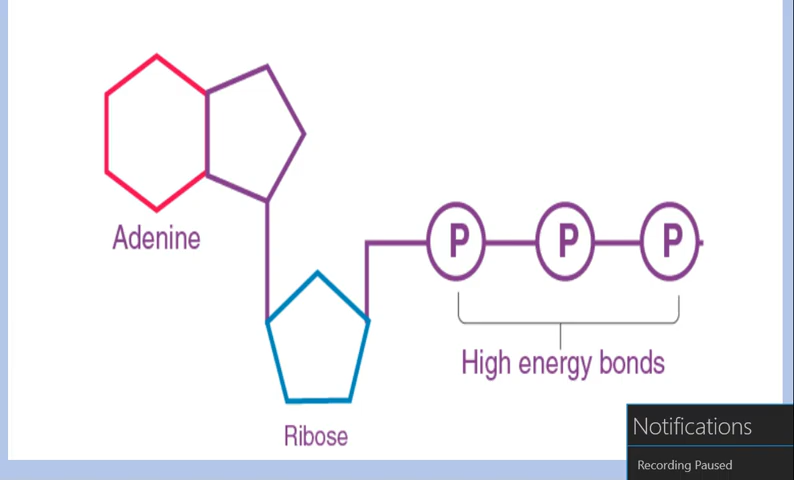 Adenine
P P P
High energy bonds
Ribose
Notifications
Recording Paused